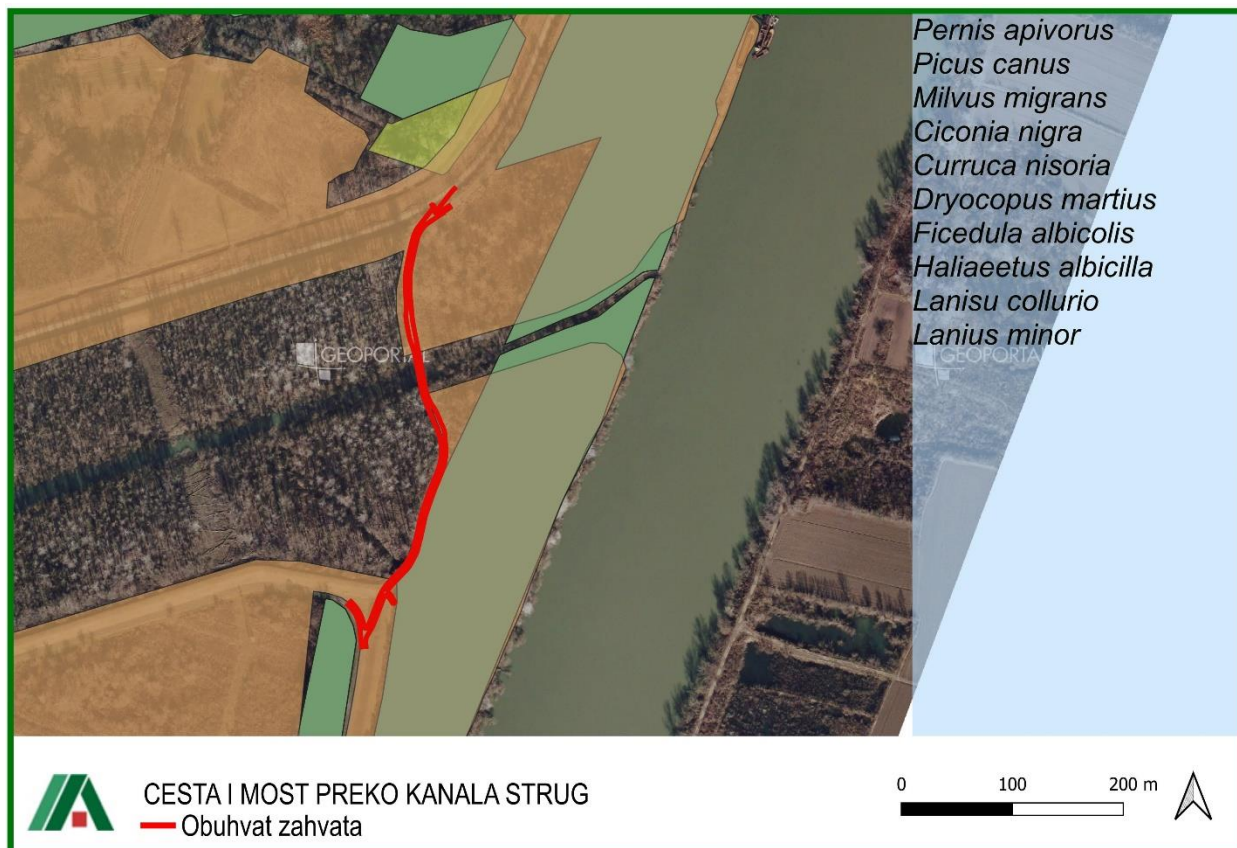 Pernis apivorus
Picus canus
Milvus migrans
Ciconia nigra
Curruca nisoria
Dryocopus martius
Ficedula albicolis
Haliaeetus albicilla
Lanisu collurio
Lanius minor
GEOPORTAL
GEOPORTAL
CESTA I MOST PREKO KANALA STRUG
Obuhvat zahvata
0 100 200 m